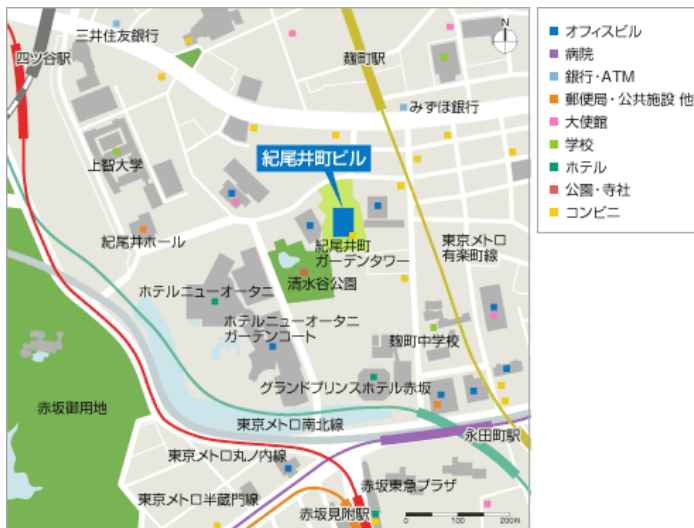 三井住友銀行
四ツ谷駅
麹町駅
N
みずほ銀行
上智大学
紀尾井町ビル
紀尾井ホール
紀尾井町
ガーデンタワー
東京メトロ
有楽町線
清水谷公園
ホテルニューオータニ
ホテルニューオータニ
ガーデンコート
麹町中学校
グランドプリンスホテル赤坂
赤坂御用地
東京メトロ南北線
永田町駅
東京メトロ丸ノ内線
東京メトロ半蔵門線
赤坂東急プラザ
赤坂見附駅
0 100 200m
オフィスビル
病院
銀行・ATM
郵便局・公共施設 他
大使館
学校
ホテル
公園・寺社
コンビニ